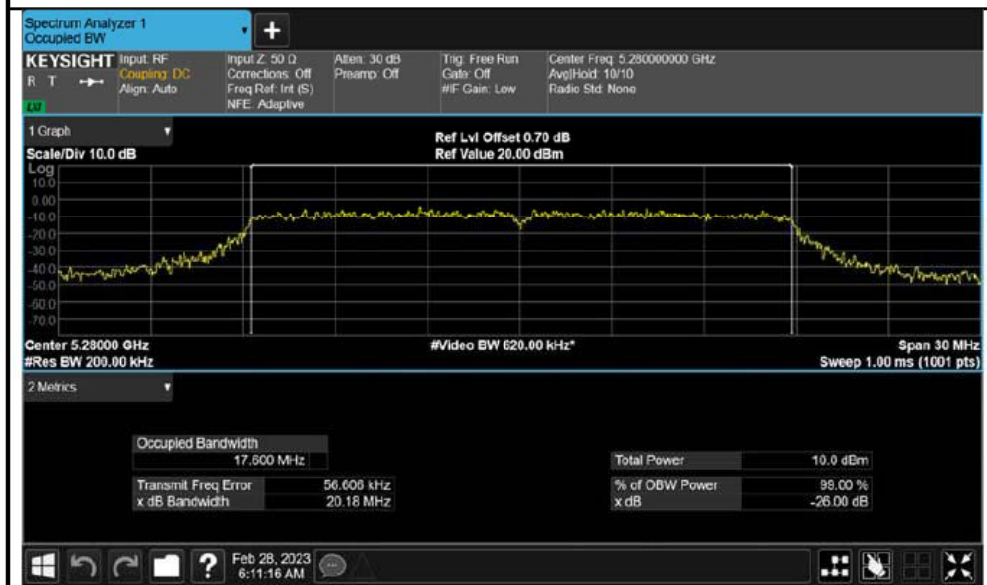 Spectrum Analyzer 1
Occupied BW
+
KEYSIGHT
R T
LXI
Input: RF
Coupling: DC
Align: Auto
Input Z: 50 Ω
Corrections: Off
Freq Ref: Int (S)
NFE: Adaptive
Atten: 30 dB
Preamp: Off
Trig: Free Run
Gate: Off
#IF Gain: Low
Center Freq: 5.280000000 GHz
Avg|Hold: 10/10
Radio Std: None
1 Graph
Scale/Div 10.0 dB
Ref Lvl Offset 0.70 dB
Ref Value 20.00 dBm
Log
10.0
0.00
-10.0
-20.0
-30.0
-40.0
-50.0
-60.0
-70.0
Center 5.28000 GHz
#Res BW 200.00 kHz
#Video BW 620.00 kHz*
Span 30 MHz
Sweep 1.00 ms (1001 pts)
2 Metrics
Occupied Bandwidth
17.600 MHz
Transmit Freq Error 56.606 kHz
x dB Bandwidth 20.18 MHz
Total Power 10.0 dBm
% of OBW Power 99.00 %
x dB -26.00 dB
?
Feb 28, 2023
6:11:16 AM